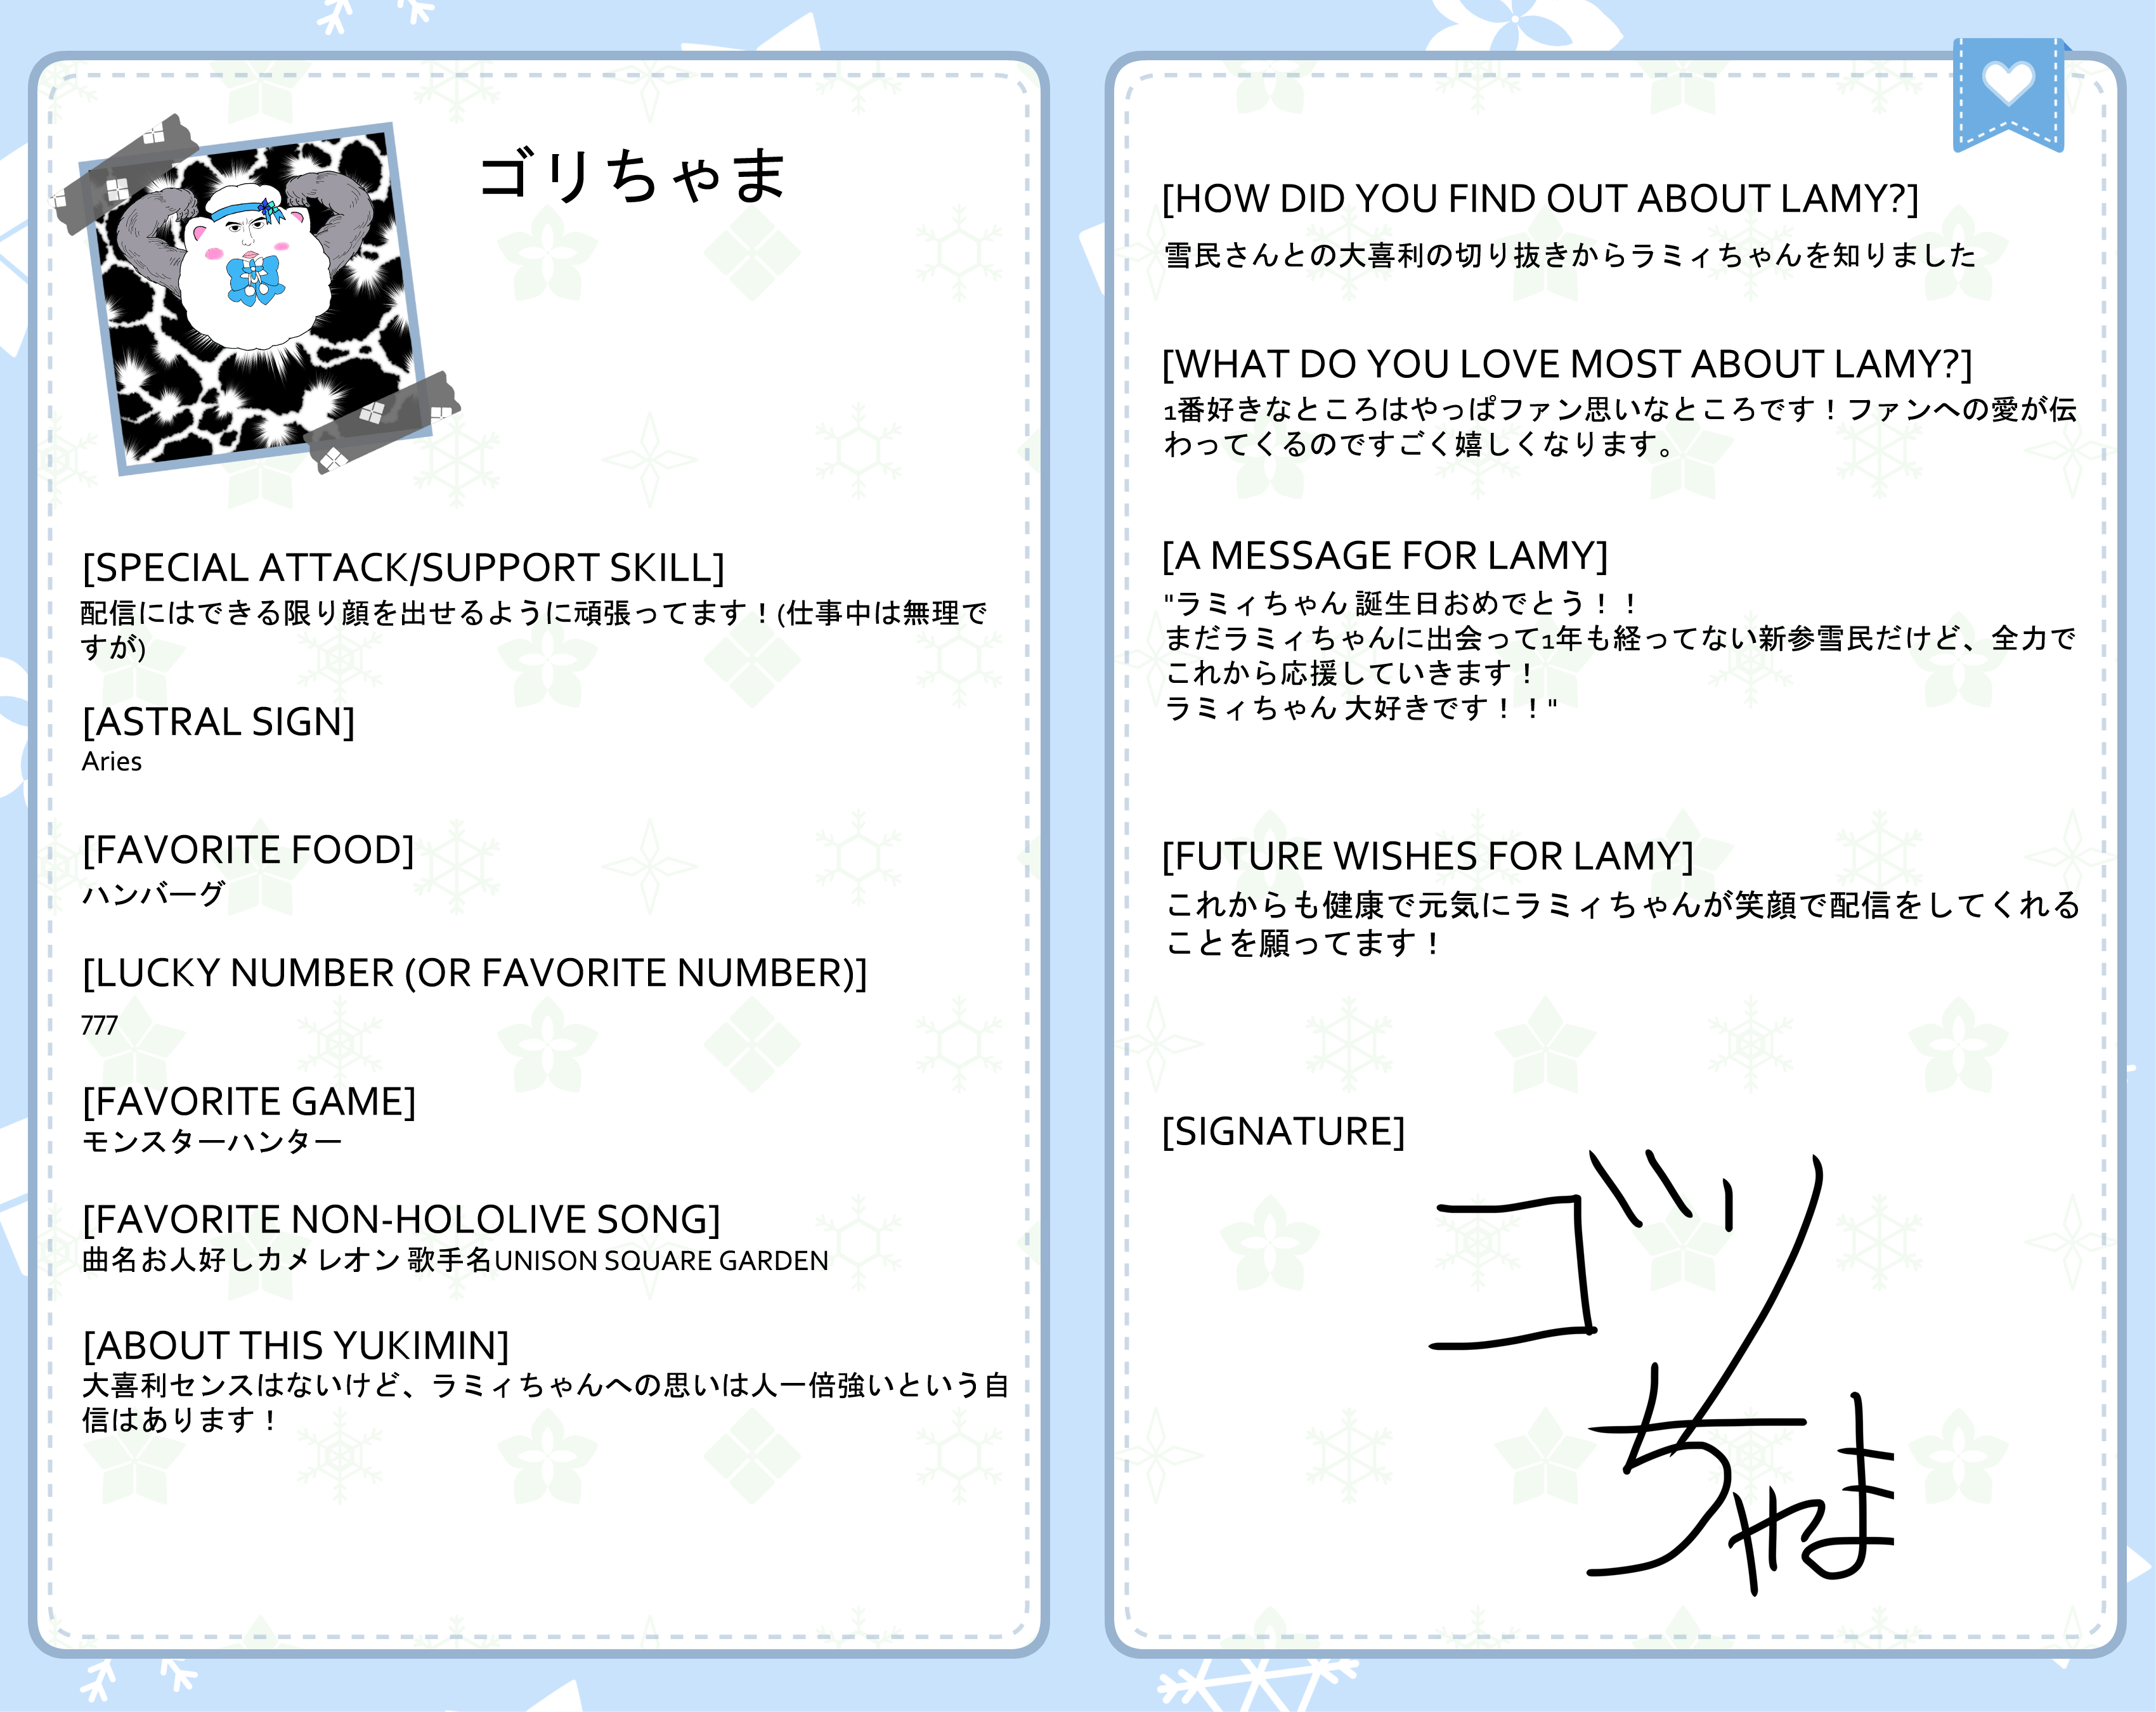 ゴリちゃま
[SPECIAL ATTACK/SUPPORT SKILL]
配信にはできる限り顔を出せるように頑張ってます！(仕事中は無理で
すが)
[ASTRAL SIGN]
Aries
[FAVORITE FOOD]
ハンバーグ
[LUCKY NUMBER (OR FAVORITE NUMBER)]
777
[FAVORITE GAME]
モンスターハンター
[FAVORITE NON-HOLOLIVE SONG]
曲名お人好しカメレオン 歌手名UNISON SQUARE GARDEN
[ABOUT THIS YUKIMIN]
大喜利センスはないけど、ラミィちゃんへの思いは人一倍強いという自
信はあります！
[HOW DID YOU FIND OUT ABOUT LAMY?]
雪民さんとの大喜利の切り抜きからラミィちゃんを知りました
[WHAT DO YOU LOVE MOST ABOUT LAMY?]
1番好きなところはやっぱファン思いなところです！ファンへの愛が伝
わってくるのですごく嬉しくなります。
[A MESSAGE FOR LAMY]
"ラミィちゃん 誕生日おめでとう！！
まだラミィちゃんに出会って1年も経ってない新参雪民だけど、全力で
これから応援していきます！
ラミィちゃん 大好きです！！"
[FUTURE WISHES FOR LAMY]
これからも健康で元気にラミィちゃんが笑顔で配信をしてくれる
ことを願ってます！
[SIGNATURE]
ゴリ
ちゃま